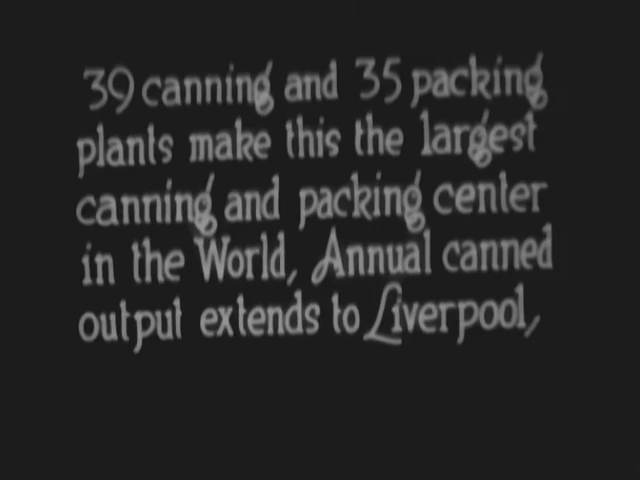 39 canning and 35 packing
plants make this the largest
canning and packing center
in the World, Annual canned
output extends to Liverpool,